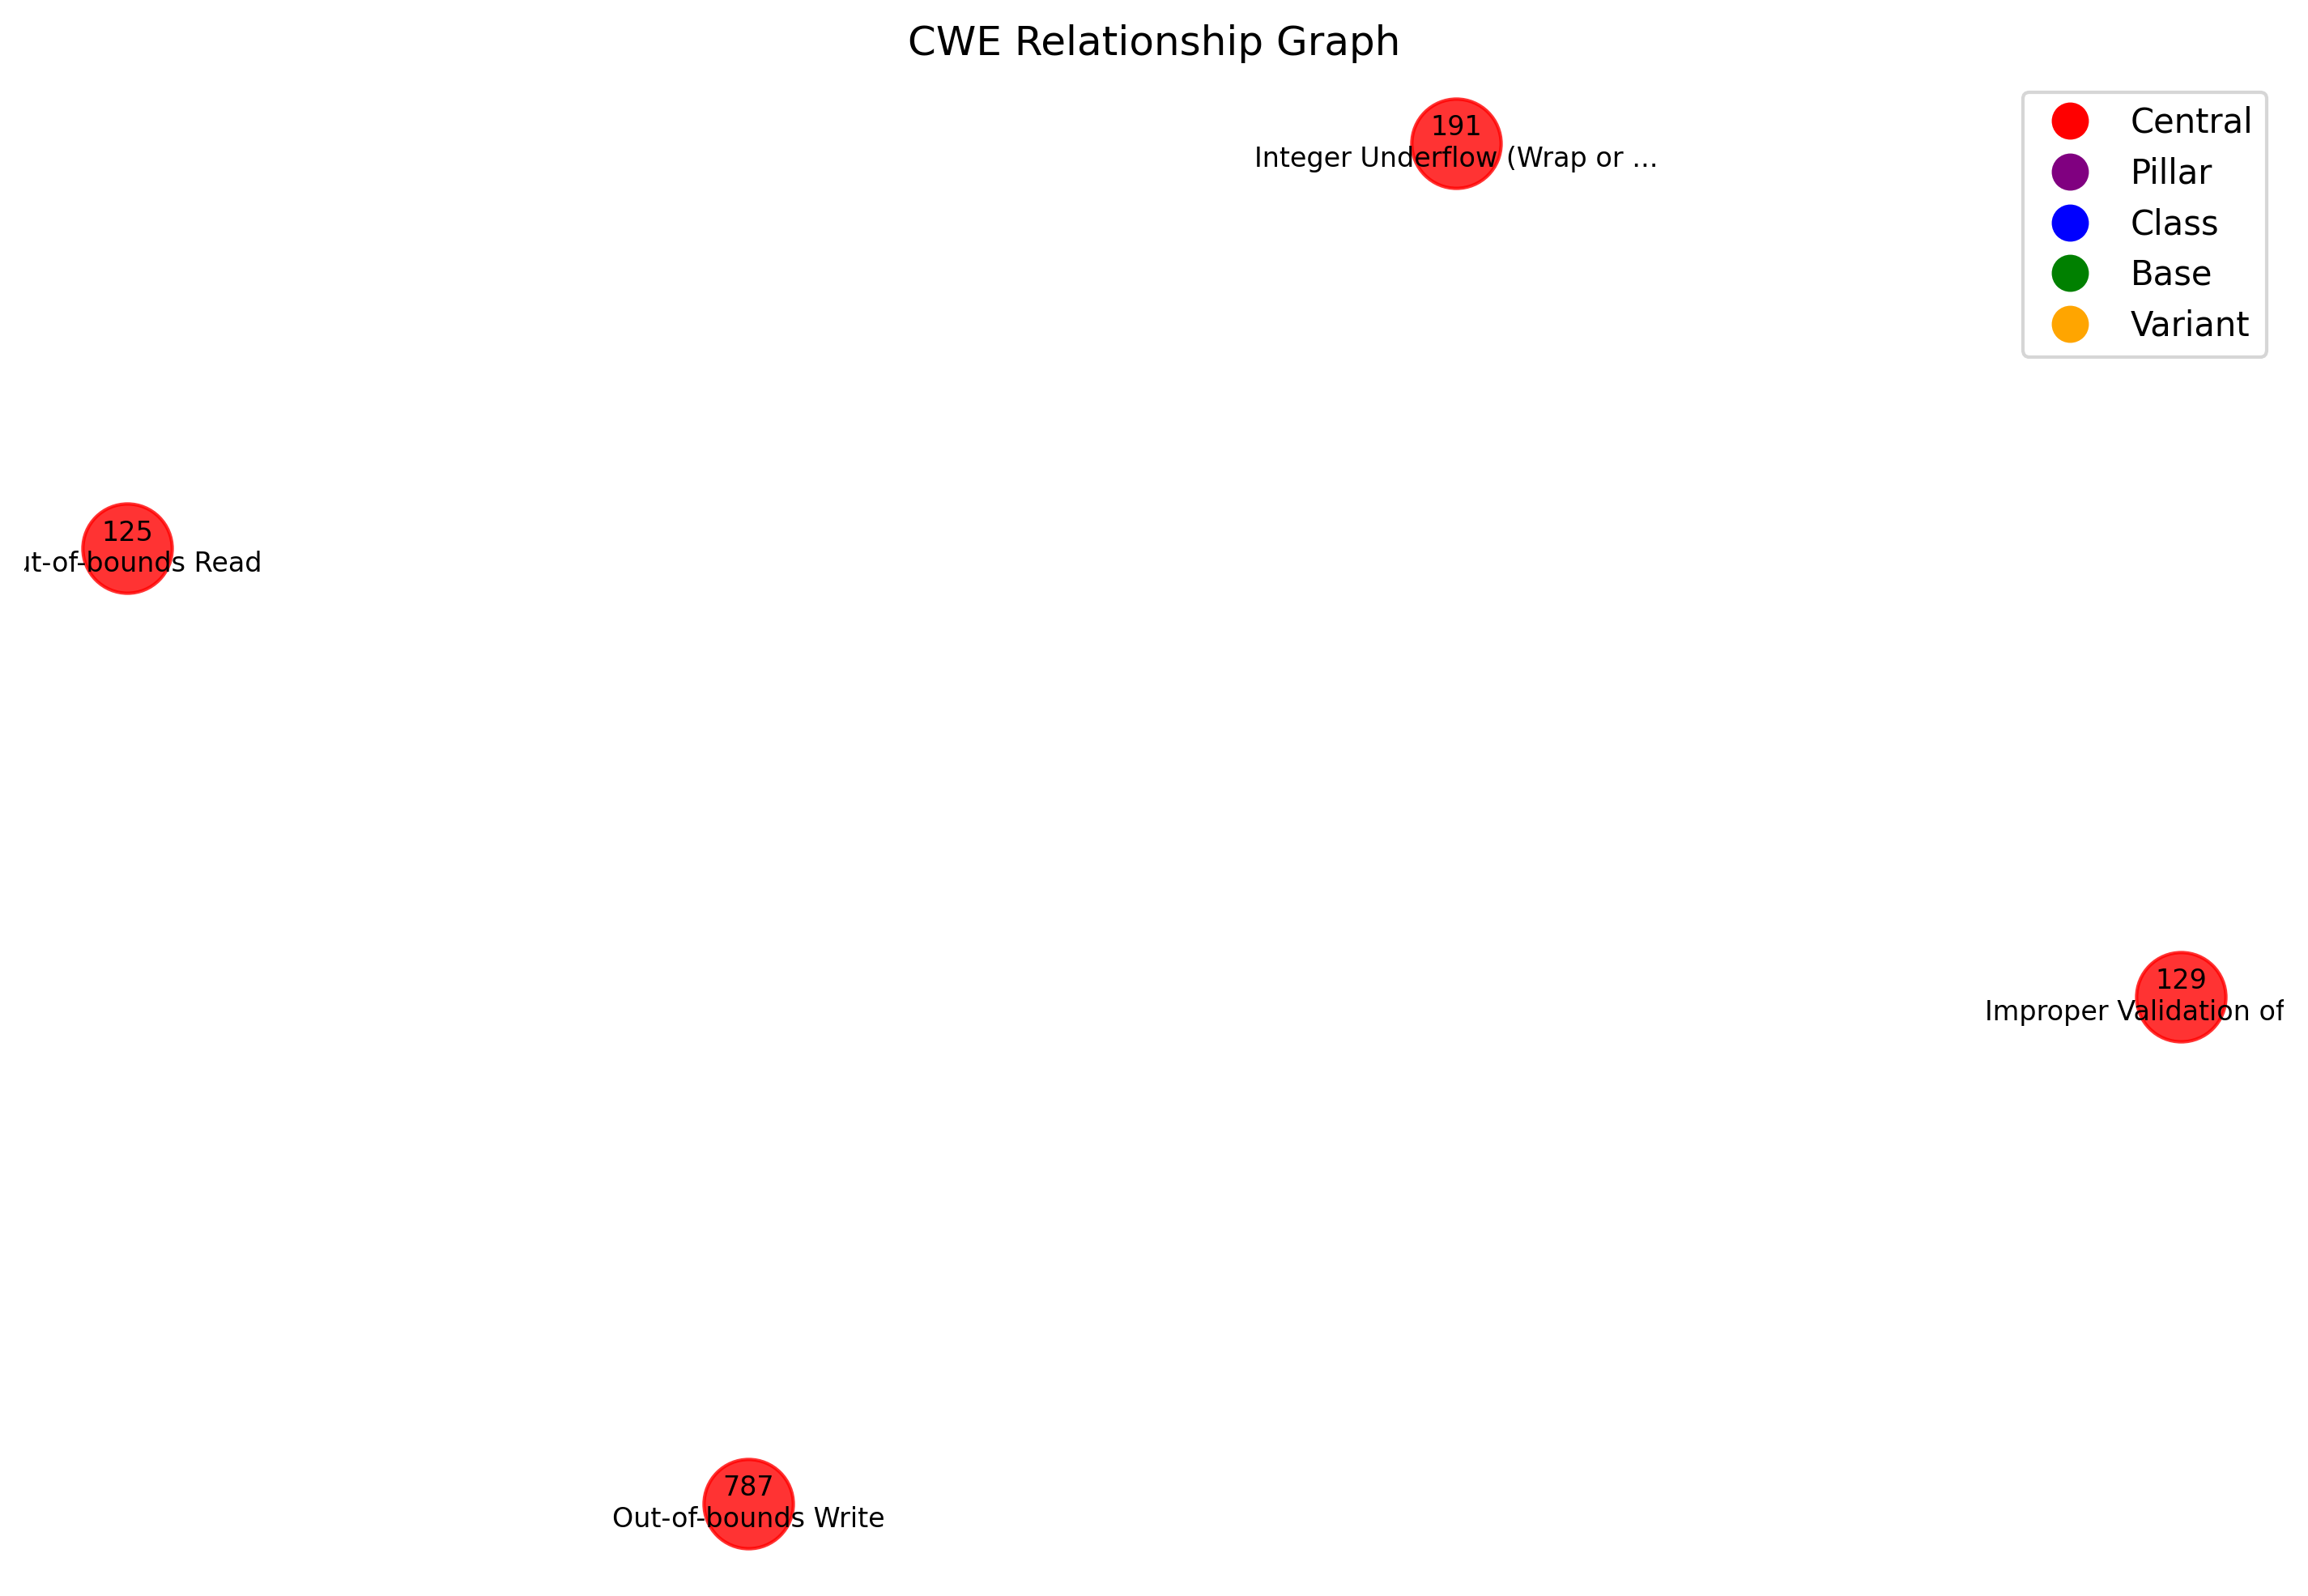 CWE Relationship Graph
191
Integer Underflow (Wrap or ...
Central
Pillar
Class
Base
Variant
125
ut-of-bounds Read
129
Improper Validation of
787
Out-of-bounds Write